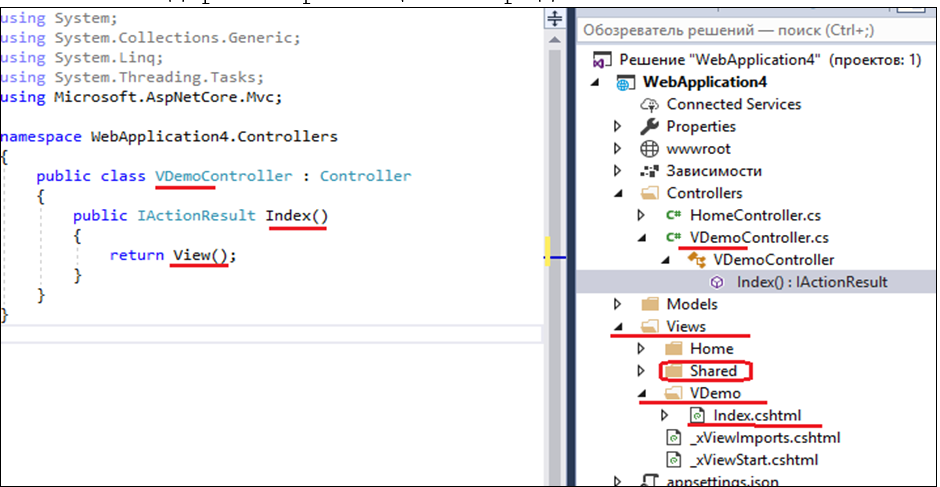 using System;
using System.Collections.Generic;
using System.Linq;
using System.Threading.Tasks;
using Microsoft.AspNetCore.Mvc;
namespace WebApplication4.Controllers
{
public class VDemoController : Controller
{
public IActionResult Index()
{
return View();
}
}
}
Обозреватель решений — поиск (Ctrl+;)
Решение "WebApplication4" (проектов: 1)
WebApplication4
Connected Services
Properties
wwwroot
Зависимости
Controllers
C# HomeController.cs
C# VDemoController.cs
VDemoController
Index() : IActionResult
Models
Views
Home
Shared
VDemo
Index.cshtml
_xViewImports.cshtml
_xViewStart.cshtml
appsettings.json